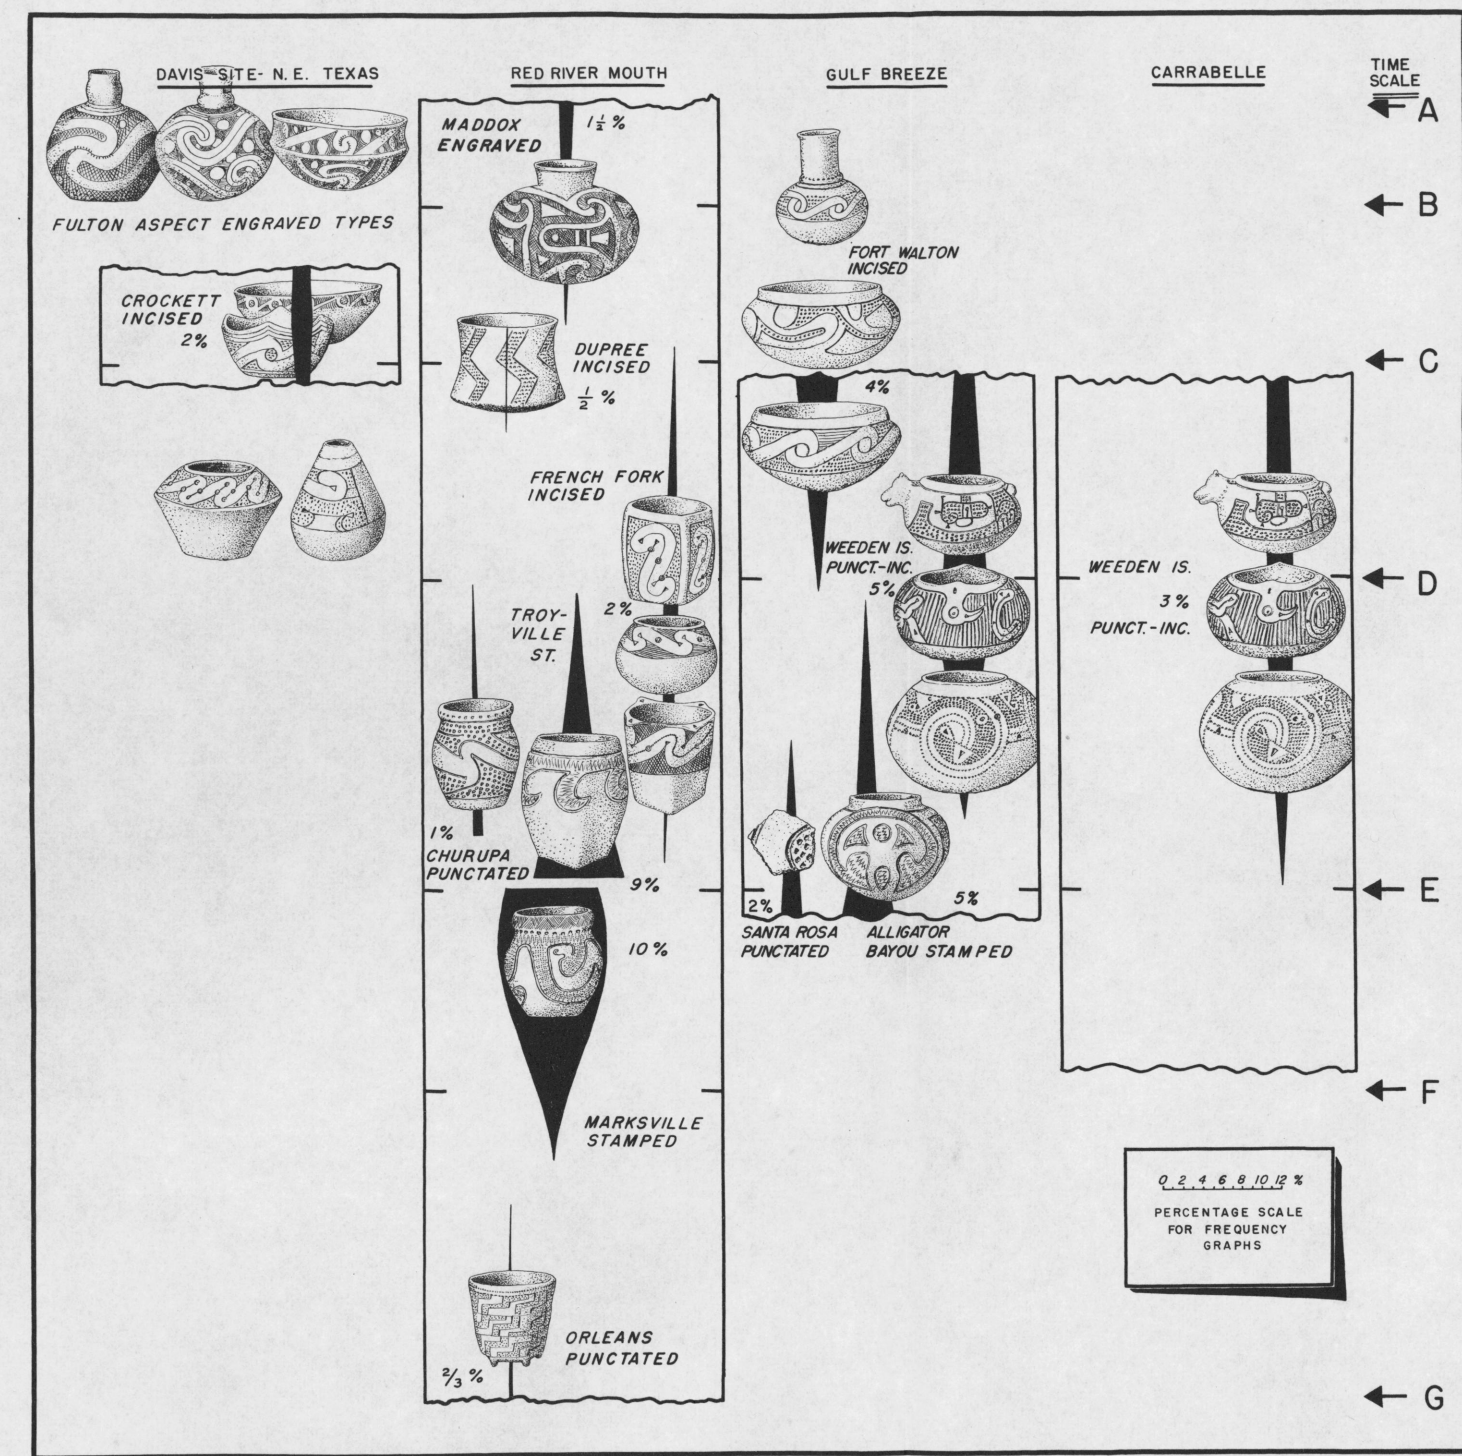 DAVIS SITE- N.E. TEXAS
RED RIVER MOUTH
GULF BREEZE
CARRABELLE
TIME
SCALE
A
B
C
D
E
F
G
FULTON ASPECT ENGRAVED TYPES
CROCKETT
INCISED
2%
MADDOX
ENGRAVED
1½%
DUPREE
INCISED
½%
FRENCH FORK
INCISED
2%
TROY-
VILLE
ST.
1%
CHURUPA
PUNCTATED
9%
10%
MARKSVILLE
STAMPED
ORLEANS
PUNCTATED
⅔%
FORT WALTON
INCISED
4%
WEEDEN IS.
PUNCT.-INC.
5%
2%
SANTA ROSA
PUNCTATED
5%
ALLIGATOR
BAYOU STAMPED
WEEDEN IS.
3%
PUNCT.-INC.
0 2 4 6 8 10 12 %
PERCENTAGE SCALE
FOR FREQUENCY
GRAPHS